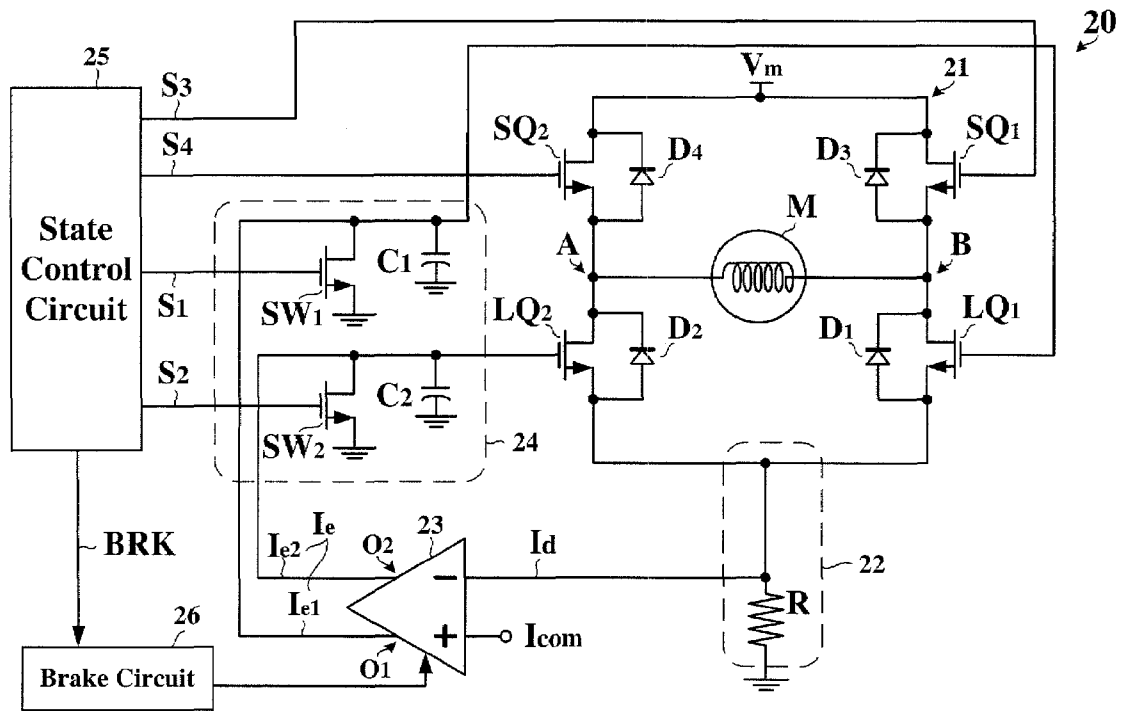 20
25
S3
S4
S1
S2
State
Control
Circuit
Vm
21
SQ2
D4
D3
SQ1
M
A
B
C1
SW1
LQ2
D2
D1
LQ1
C2
SW2
24
BRK
Ie
Ie2
Ie1
O2
O1
23
Id
Icom
22
R
26
Brake Circuit